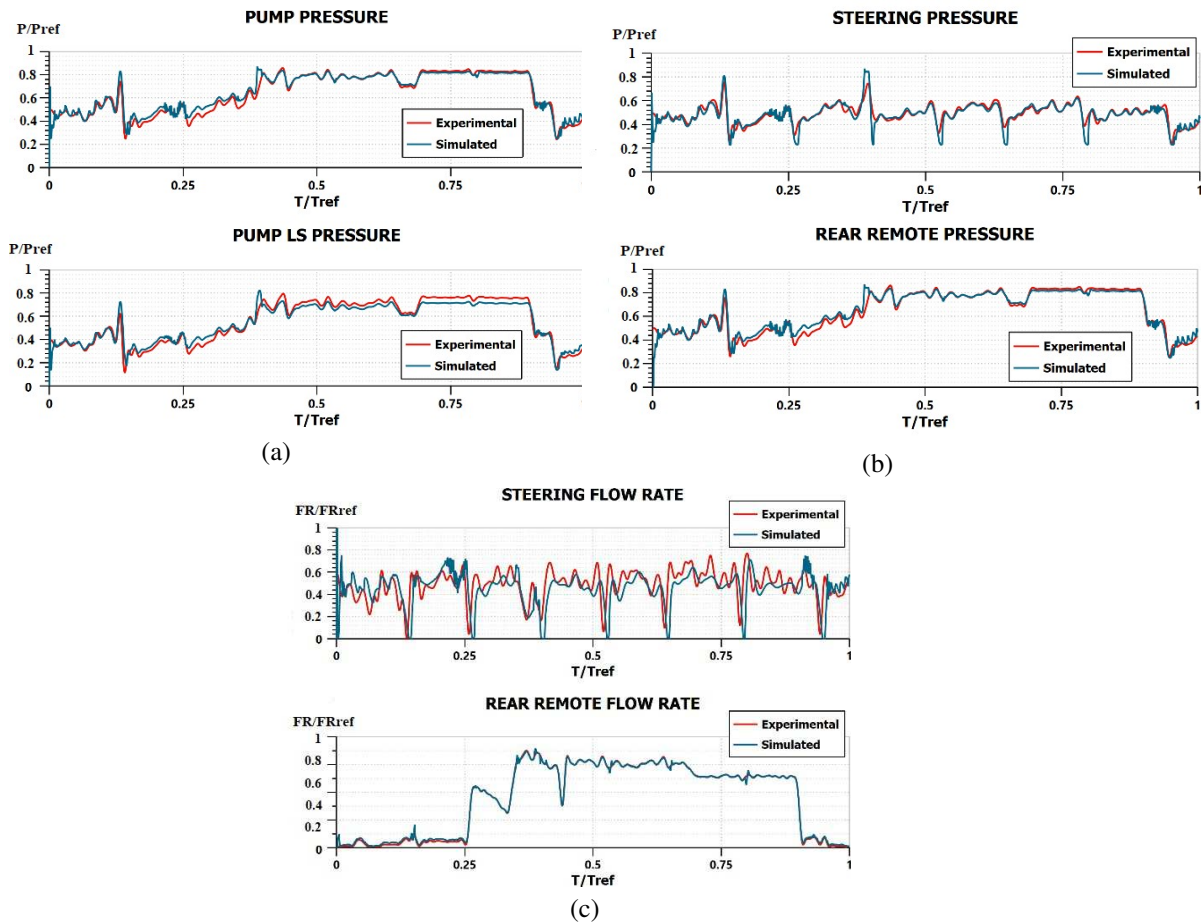 PUMP PRESSURE
P/Pref
1
0.8
0.6
0.4
0.2
0
Experimental
Simulated
0
0.25
0.5
0.75
T/Tref
PUMP LS PRESSURE
P/Pref
1
0.8
0.6
0.4
0.2
0
Experimental
Simulated
0
0.25
0.5
0.75
T/Tref
(a)
STEERING PRESSURE
P/Pref
1
0.8
0.6
0.4
0.2
0
Experimental
Simulated
0
0.25
0.5
0.75
1
T/Tref
REAR REMOTE PRESSURE
P/Pref
1
0.8
0.6
0.4
0.2
0
Experimental
Simulated
0
0.25
0.5
0.75
1
T/Tref
(b)
STEERING FLOW RATE
FR/FRref
1
0.8
0.6
0.4
0.2
0
Experimental
Simulated
0
0.25
0.5
0.75
1
T/Tref
REAR REMOTE FLOW RATE
FR/FRref
1
0.8
0.6
0.4
0.2
0
Experimental
Simulated
0
0.25
0.5
0.75
1
T/Tref
(c)